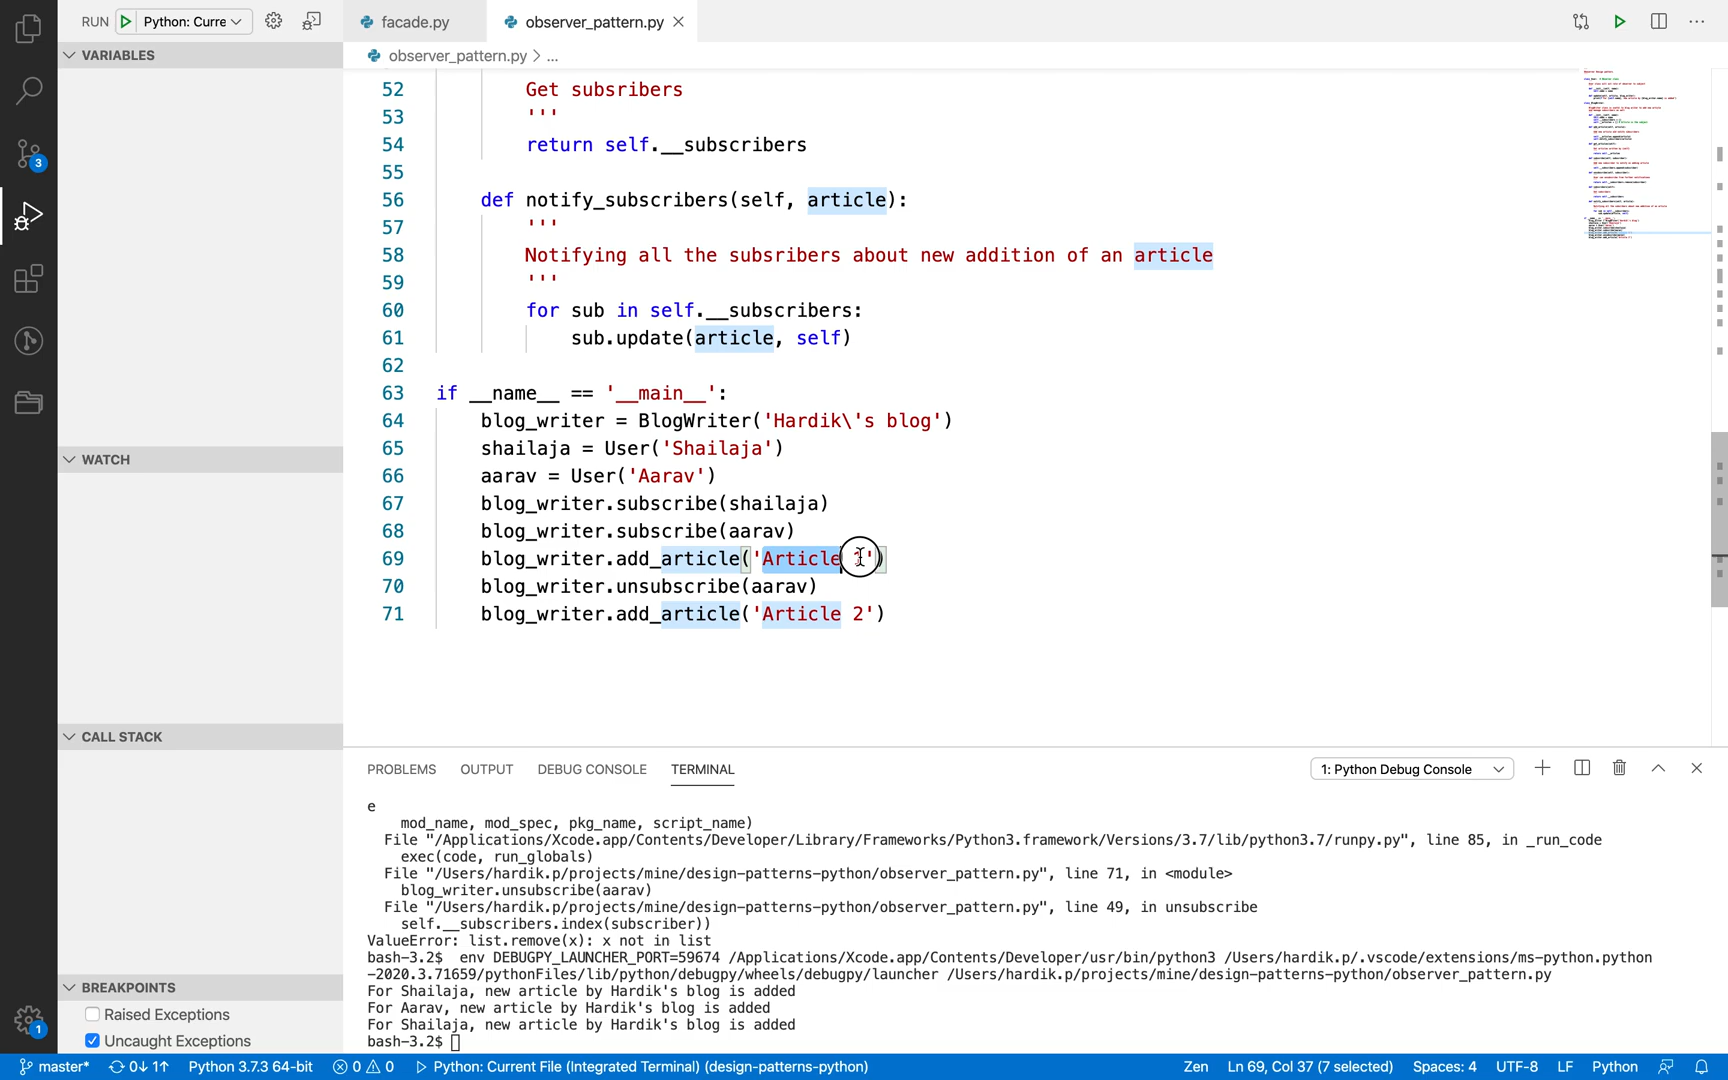 RUN Python: Curre
facade.py
observer_pattern.py
VARIABLES
observer_pattern.py > ...
52 Get subsribers
53 '''
54 return self.__subscribers
55
56 def notify_subscribers(self, article):
57 '''
58 Notifying all the subsribers about new addition of an article
59 '''
60 for sub in self.__subscribers:
61 sub.update(article, self)
62
63 if __name__ == '__main__':
64 blog_writer = BlogWriter('Hardik\'s blog')
65 shailaja = User('Shailaja')
66 aarav = User('Aarav')
67 blog_writer.subscribe(shailaja)
68 blog_writer.subscribe(aarav)
69 blog_writer.add_article('Article 1')
70 blog_writer.unsubscribe(aarav)
71 blog_writer.add_article('Article 2')
3
WATCH
CALL STACK
BREAKPOINTS
Raised Exceptions
Uncaught Exceptions
1
PROBLEMS OUTPUT DEBUG CONSOLE TERMINAL
1: Python Debug Console
e
mod_name, mod_spec, pkg_name, script_name)
File "/Applications/Xcode.app/Contents/Developer/Library/Frameworks/Python3.framework/Versions/3.7/lib/python3.7/runpy.py", line 85, in _run_code
exec(code, run_globals)
File "/Users/hardik.p/projects/mine/design-patterns-python/observer_pattern.py", line 71, in <module>
blog_writer.unsubscribe(aarav)
File "/Users/hardik.p/projects/mine/design-patterns-python/observer_pattern.py", line 49, in unsubscribe
self.__subscribers.index(subscriber))
ValueError: list.remove(x): x not in list
bash-3.2$ env DEBUGPY_LAUNCHER_PORT=59674 /Applications/Xcode.app/Contents/Developer/usr/bin/python3 /Users/hardik.p/.vscode/extensions/ms-python.python
-2020.3.71659/pythonFiles/lib/python/debugpy/wheels/debugpy/launcher /Users/hardik.p/projects/mine/design-patterns-python/observer_pattern.py
For Shailaja, new article by Hardik's blog is added
For Aarav, new article by Hardik's blog is added
For Shailaja, new article by Hardik's blog is added
bash-3.2$
master* 0↓ 1↑ Python 3.7.3 64-bit 0 0 Python: Current File (Integrated Terminal) (design-patterns-python) Zen Ln 69, Col 37 (7 selected) Spaces: 4 UTF-8 LF Python